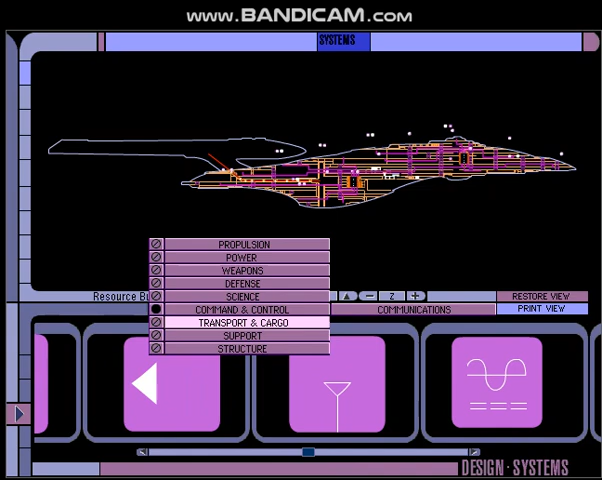 www.BANDICAM.com
SYSTEMS
PROPULSION
POWER
WEAPONS
DEFENSE
SCIENCE
COMMAND & CONTROL
TRANSPORT & CARGO
SUPPORT
STRUCTURE
Resource Bu
Z
RESTORE VIEW
COMMUNICATIONS
PRINT VIEW
DESIGN·SYSTEMS